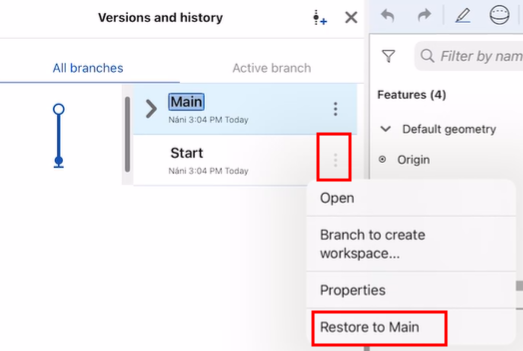 Versions and history
All branches
Active branch
Main
Náni 3:04 PM Today
Start
Náni 3:04 PM Today
Open
Branch to create
workspace...
Properties
Restore to Main
Filter by nam
Features (4)
Default geometry
Origin